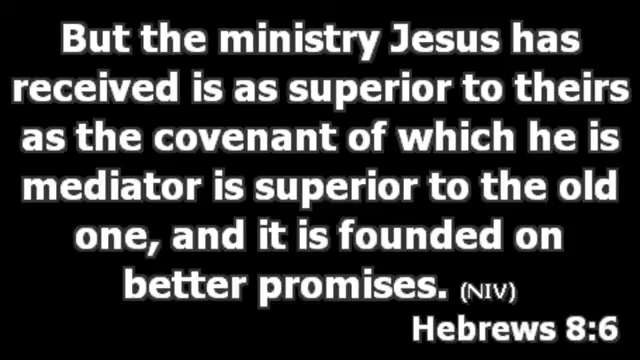 But the ministry Jesus has
received is as superior to theirs
as the covenant of which he is
mediator is superior to the old
one, and it is founded on
better promises. (NIV)
Hebrews 8:6